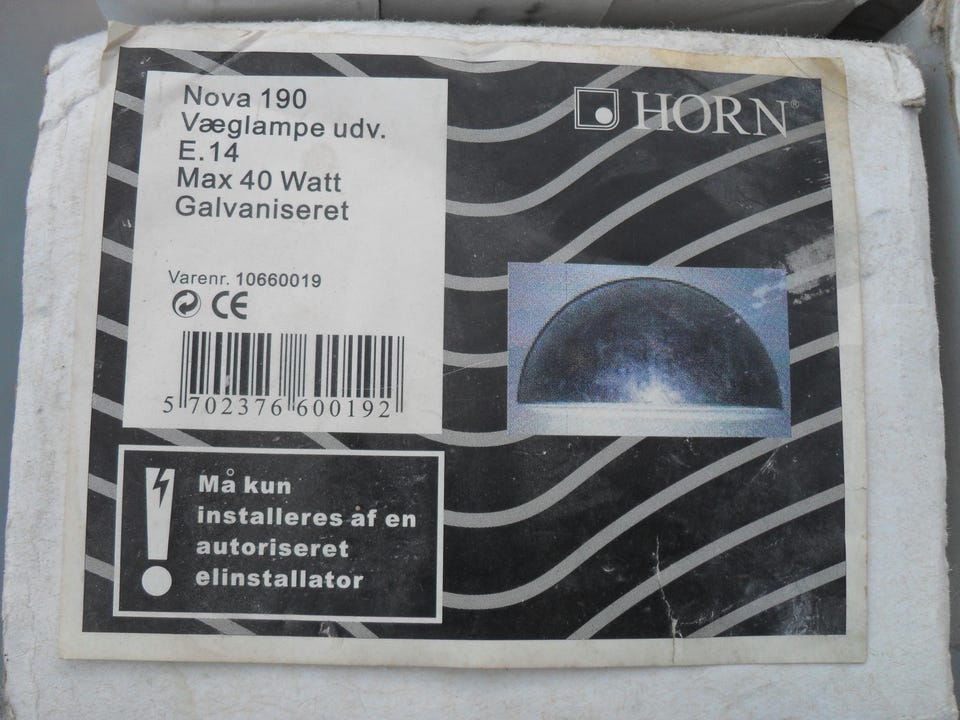 Nova 190
Væglampe udv.
E.14
Max 40 Watt
Galvaniseret
Varenr. 10660019
CE
5 702376 600192
HORN®
Må kun
installeres af en
autoriseret
elinstallator